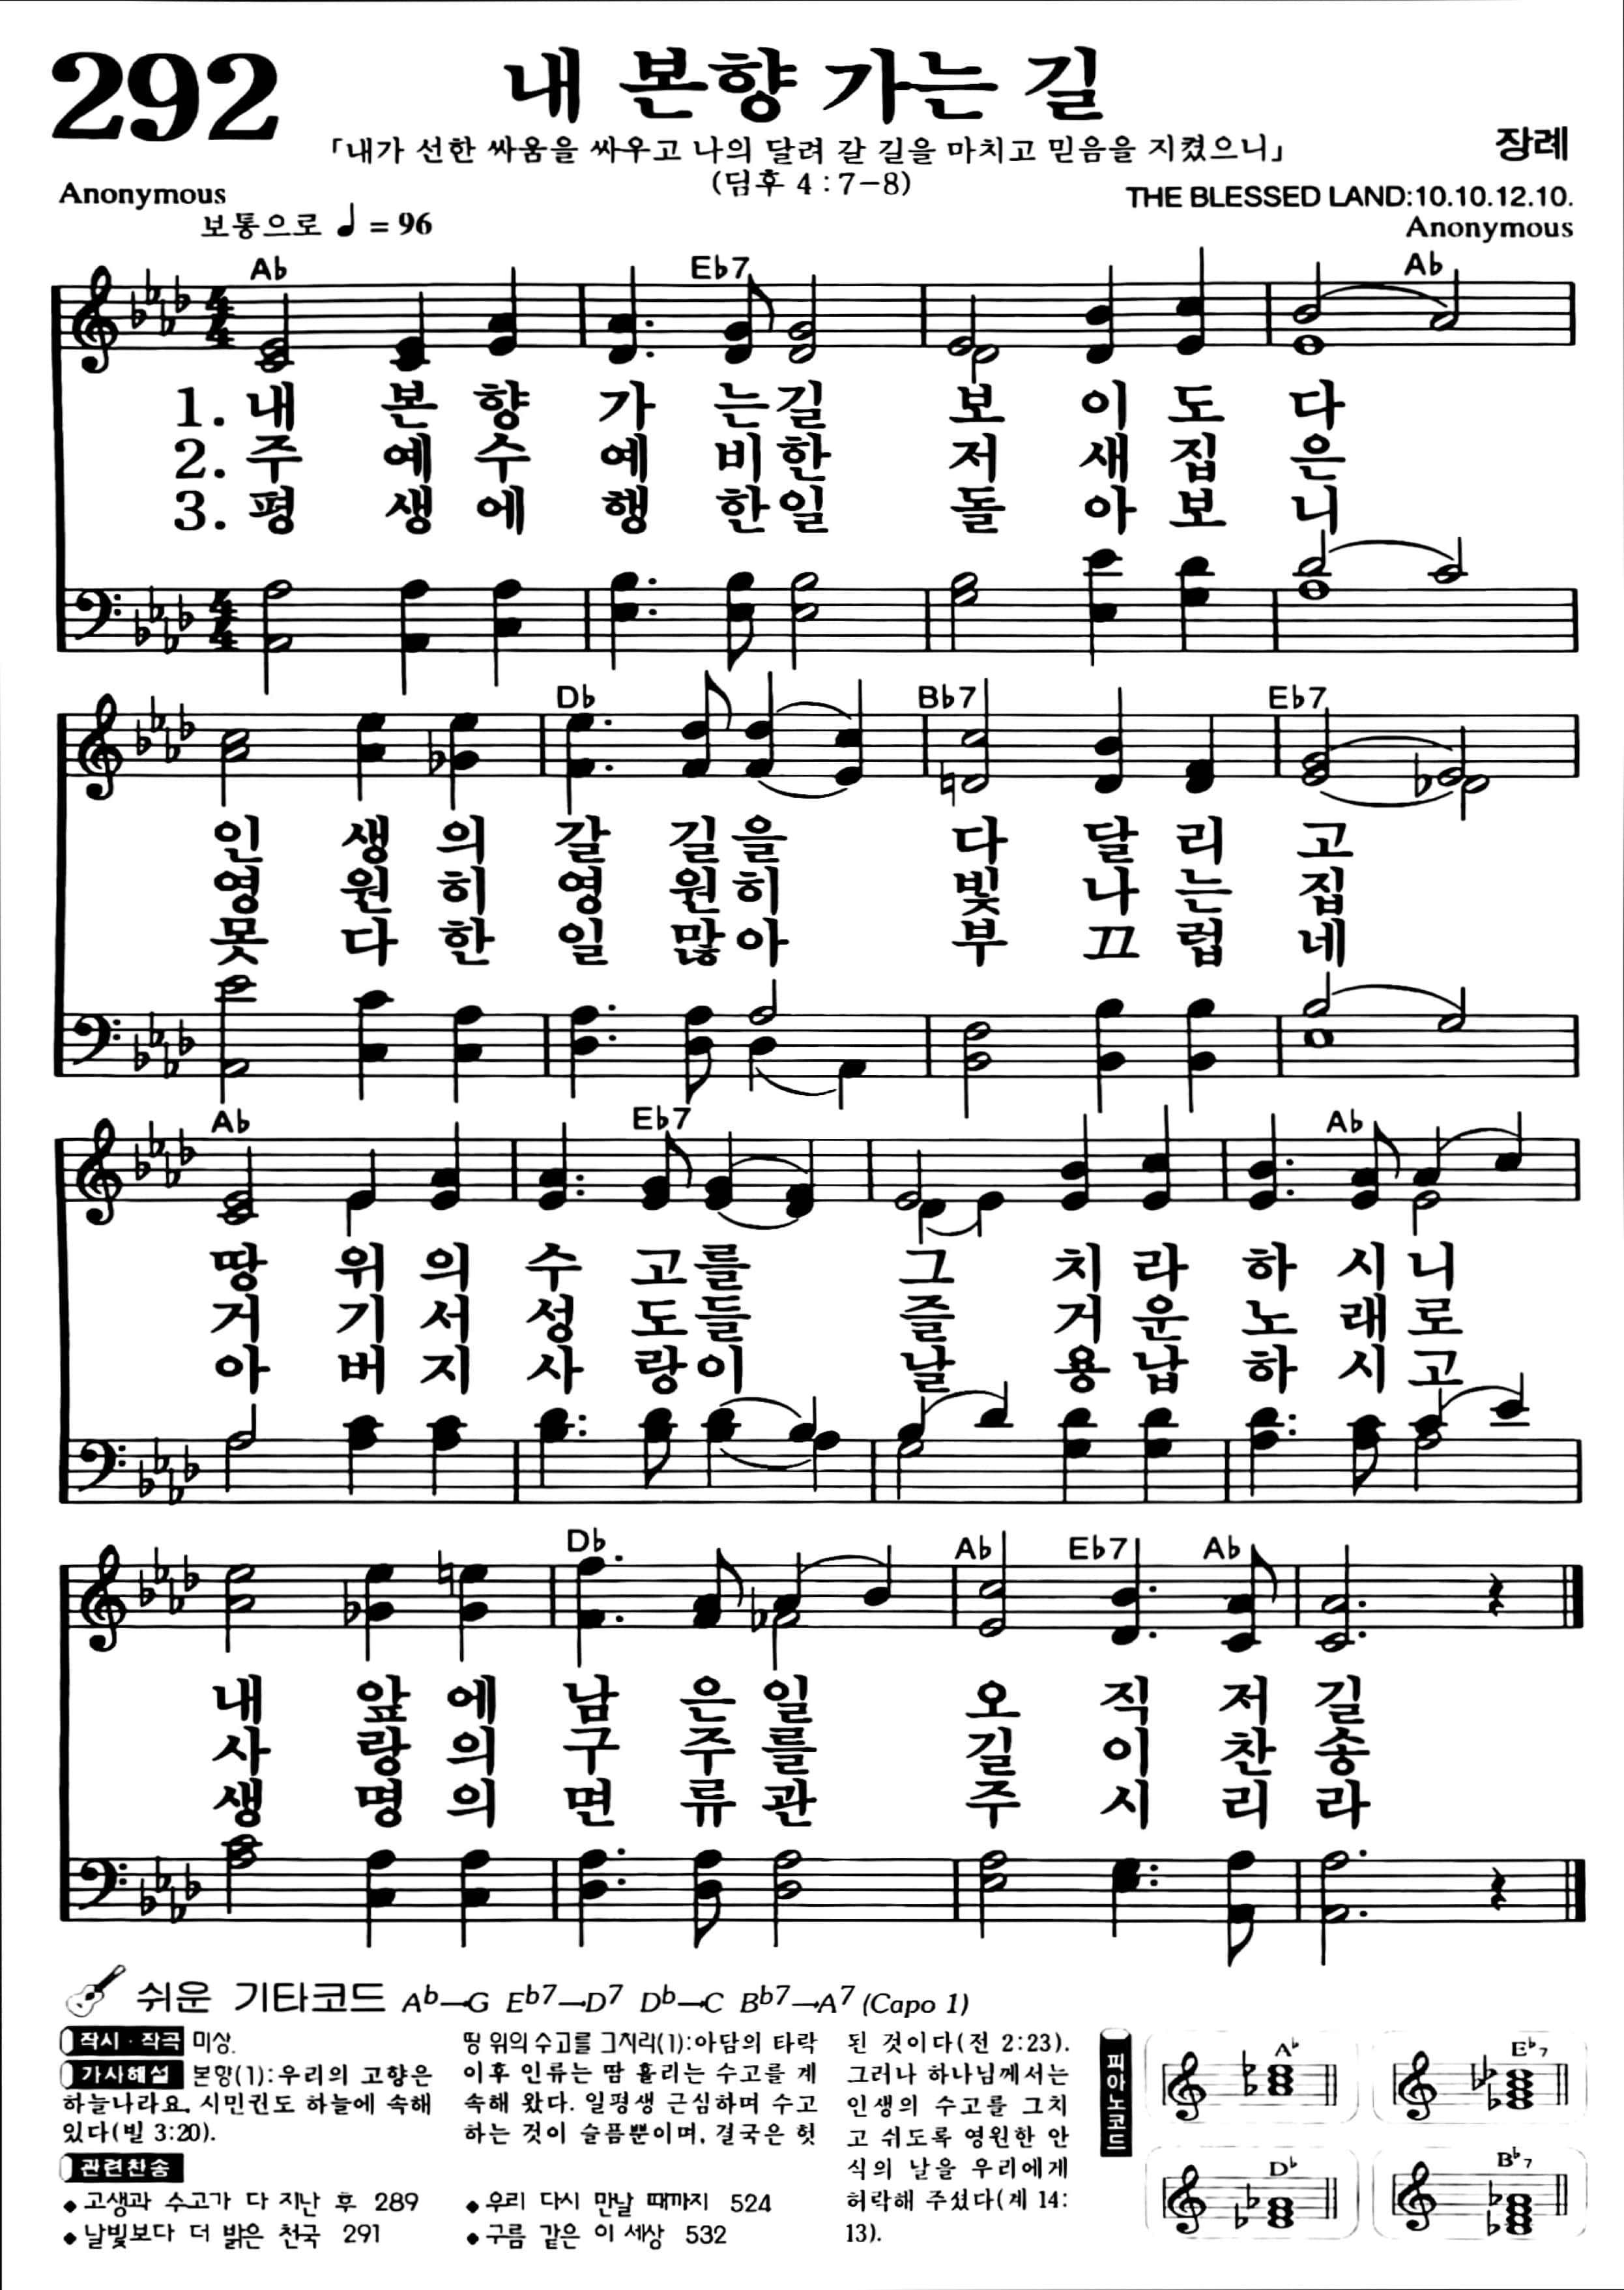 292
내 본향 가는 길
「내가 선한 싸움을 싸우고 나의 달려 갈 길을 마치고 믿음을 지켰으니」
장례
(딤후 4 : 7–8)
Anonymous
THE BLESSED LAND:10.10.12.10.
보통으로 ♩ = 96
Anonymous
A♭ E♭7 A♭
1. 내 본 향 가 는 길 보 이 도 다
2. 주 예 수 예 비 한 저 새 집 은
3. 평 생 에 행 한 일 돌 아 보 니
D♭ B♭7 E♭7
인 생 의 갈 길 을 다 달 리 고
영 원 히 영 원 히 빛 나 는 집
못 다 한 일 많 아 부 끄 럽 네
A♭ E♭7 A♭
땅 위 의 수 고 를 그 치 라 하 시 니
거 기 서 성 도 들 즐 거 운 노 래 로
아 버 지 사 랑 이 날 용 납 하 시 고
D♭ A♭ E♭7 A♭
내 앞 에 남 은 일 오 직 저 길
사 랑 의 구 주 를 길 이 찬 송
생 명 의 면 류 관 주 시 리 라
쉬운 기타코드 A♭→G E♭7→D7 D♭→C B♭7→A7 (Capo 1)
작시 · 작곡 미상.
가사해설 본향(1):우리의 고향은
하늘나라요, 시민권도 하늘에 속해
있다(빌 3:20).
관련찬송
◆ 고생과 수고가 다 지난 후 289
◆ 날빛보다 더 밝은 천국 291
땅 위의 수고를 그치라(1):아담의 타락
이후 인류는 땀 흘리는 수고를 계
속해 왔다. 일평생 근심하며 수고
하는 것이 슬픔뿐이며, 결국은 헛
◆ 우리 다시 만날 때까지 524
◆ 구름 같은 이 세상 532
된 것이다(전 2:23).
그러나 하나님께서는
인생의 수고를 그치
고 쉬도록 영원한 안
식의 날을 우리에게
허락해 주셨다(계 14:
13).
피아노코드
A♭ E♭7
D♭ B♭7